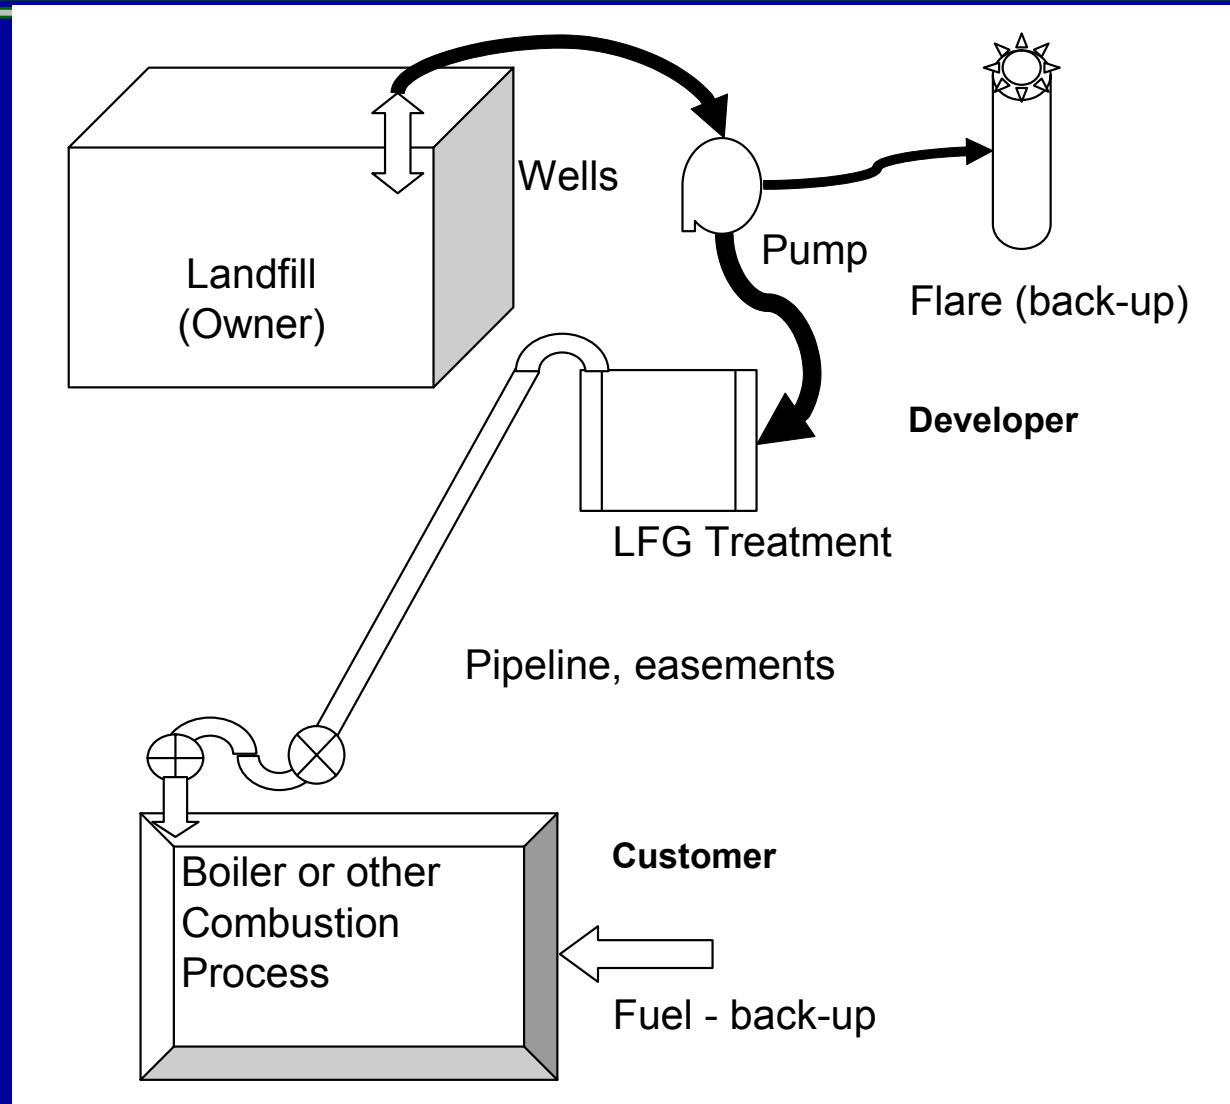 Wells
Landfill
(Owner)
Pump
Flare (back-up)
Developer
LFG Treatment
Pipeline, easements
Customer
Boiler or other
Combustion
Process
Fuel - back-up